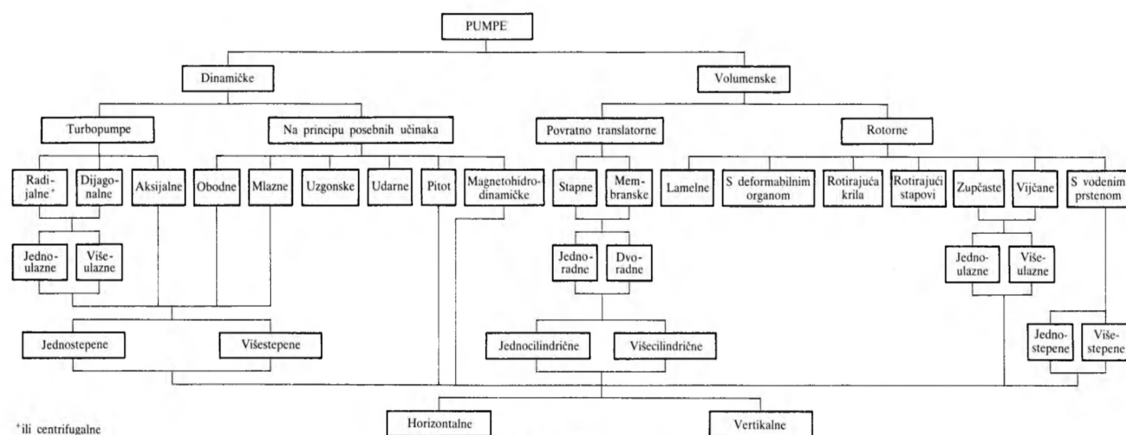 PUMPE
Dinamičke
Volumenske
Turbopumpe
Na principu posebnih učinaka
Povratno translatorne
Rotorne
Radi-
jalne+
Dijago-
nalne
Aksijalne
Obodne
Mlazne
Uzgonske
Udarne
Pitot
Magnetohidro-
dinamičke
Stapne
Mem-
branske
Lamelne
S deformabilnim
organom
Rotirajuća
krila
Rotirajući
stapovi
Zupčaste
Vijčane
S vodenim
prstenom
Jedno-
ulazne
Više-
ulazne
Jedno-
radne
Dvo-
radne
Jedno-
ulazne
Više-
ulazne
Jednostepene
Višestepene
Jednocilindrične
Višecilindrične
Jedno-
stepene
Više-
stepene
Horizontalne
Vertikalne
+ili centrifugalne